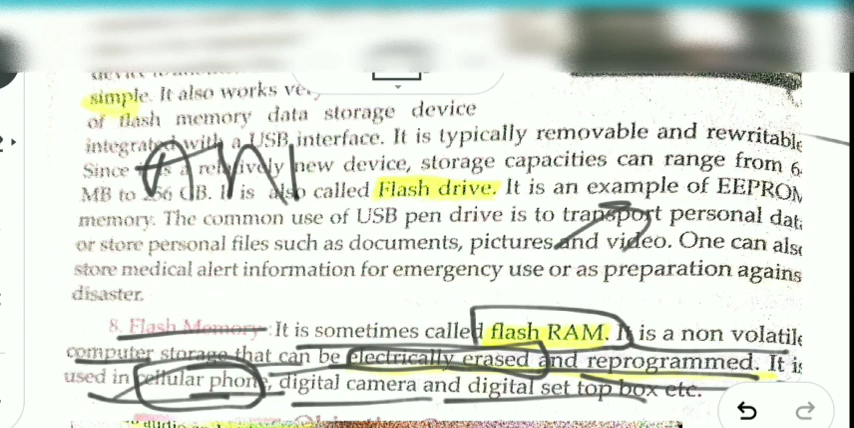 simple. It also works
of flash memory data storage device
integrated with a USB interface. It is typically removable and rewritable
Since a relatively new device, storage capacities can range from 6
MB to 256 GB. It is also called Flash drive. It is an example of EEPROM
memory. The common use of USB pen drive is to transport personal dat
or store personal files such as documents, pictures and video. One can als
store medical alert information for emergency use or as preparation agains
disaster.
8. Flash Memory : It is sometimes called flash RAM. It is a non volatile
computer storage that can be electrically erased and reprogrammed. It is
used in cellular phone, digital camera and digital set top box etc.